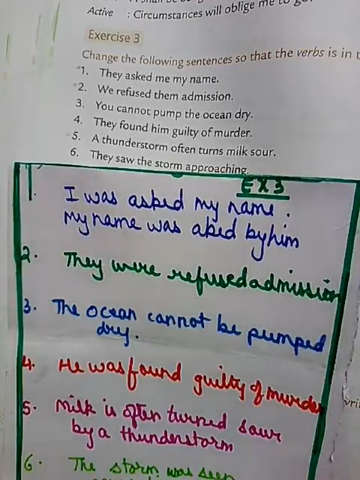 Active : Circumstances will oblige me to go
Exercise 3
Change the following sentences so that the verbs is in t
1. They asked me my name.
2. We refused them admission.
3. You cannot pump the ocean dry.
4. They found him guilty of murder.
5. A thunderstorm often turns milk sour.
6. They saw the storm approaching.
EX 3
1. I was asked my name.
my name was aked by him
2. They were refused admission
3. The ocean cannot be pumped
dry.
4. He was found guilty of murder
5. Milk is often turned sour
by a thunderstorm
6. The storm was seen